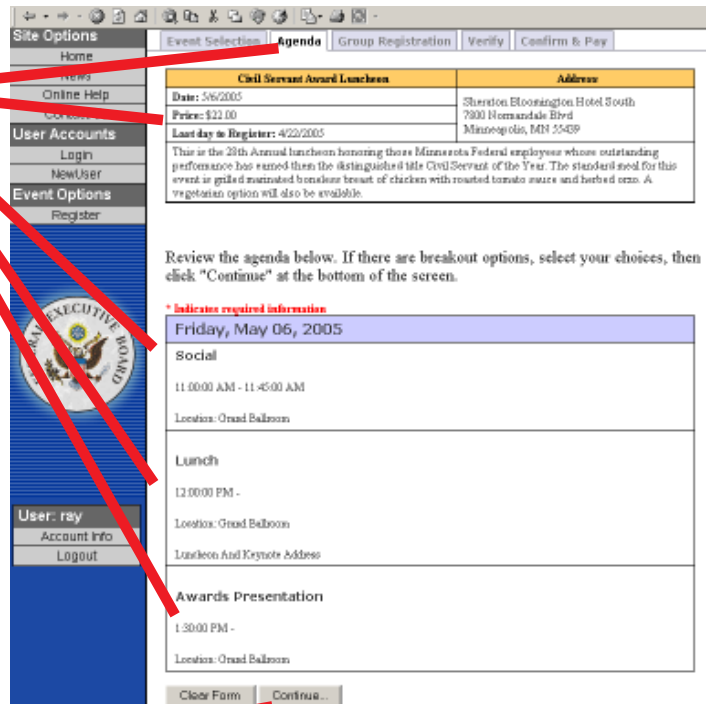 Site Options
Home
News
Online Help
User Accounts
Login
NewUser
Event Options
Register
FEDERAL EXECUTIVE BOARD
User: ray
Account Info
Logout
Event Selection
Agenda
Group Registration
Verify
Confirm & Pay
Civil Servant Award Luncheon
Address
Date: 5/6/2005
Price: $22.00
Last day to Register: 4/22/2005
Sheraton Bloomington Hotel South
7800 Normandale Blvd
Minneapolis, MN 55439
This is the 28th Annual luncheon honoring those Minnesota Federal employees whose outstanding
performance has earned them the distinguished title Civil Servant of the Year. The standard meal for this
event is grilled marinated boneless breast of chicken with roasted tomato sauce and herbed orzo. A
vegetarian option will also be available.
Review the agenda below. If there are breakout options, select your choices, then
click "Continue" at the bottom of the screen.
* Indicates required information
Friday, May 06, 2005
Social
11:00:00 AM - 11:45:00 AM
Location: Grand Ballroom
Lunch
12:00:00 PM -
Location: Grand Ballroom
Luncheon And Keynote Address
Awards Presentation
1:30:00 PM -
Location: Grand Ballroom
Clear Form
Continue...